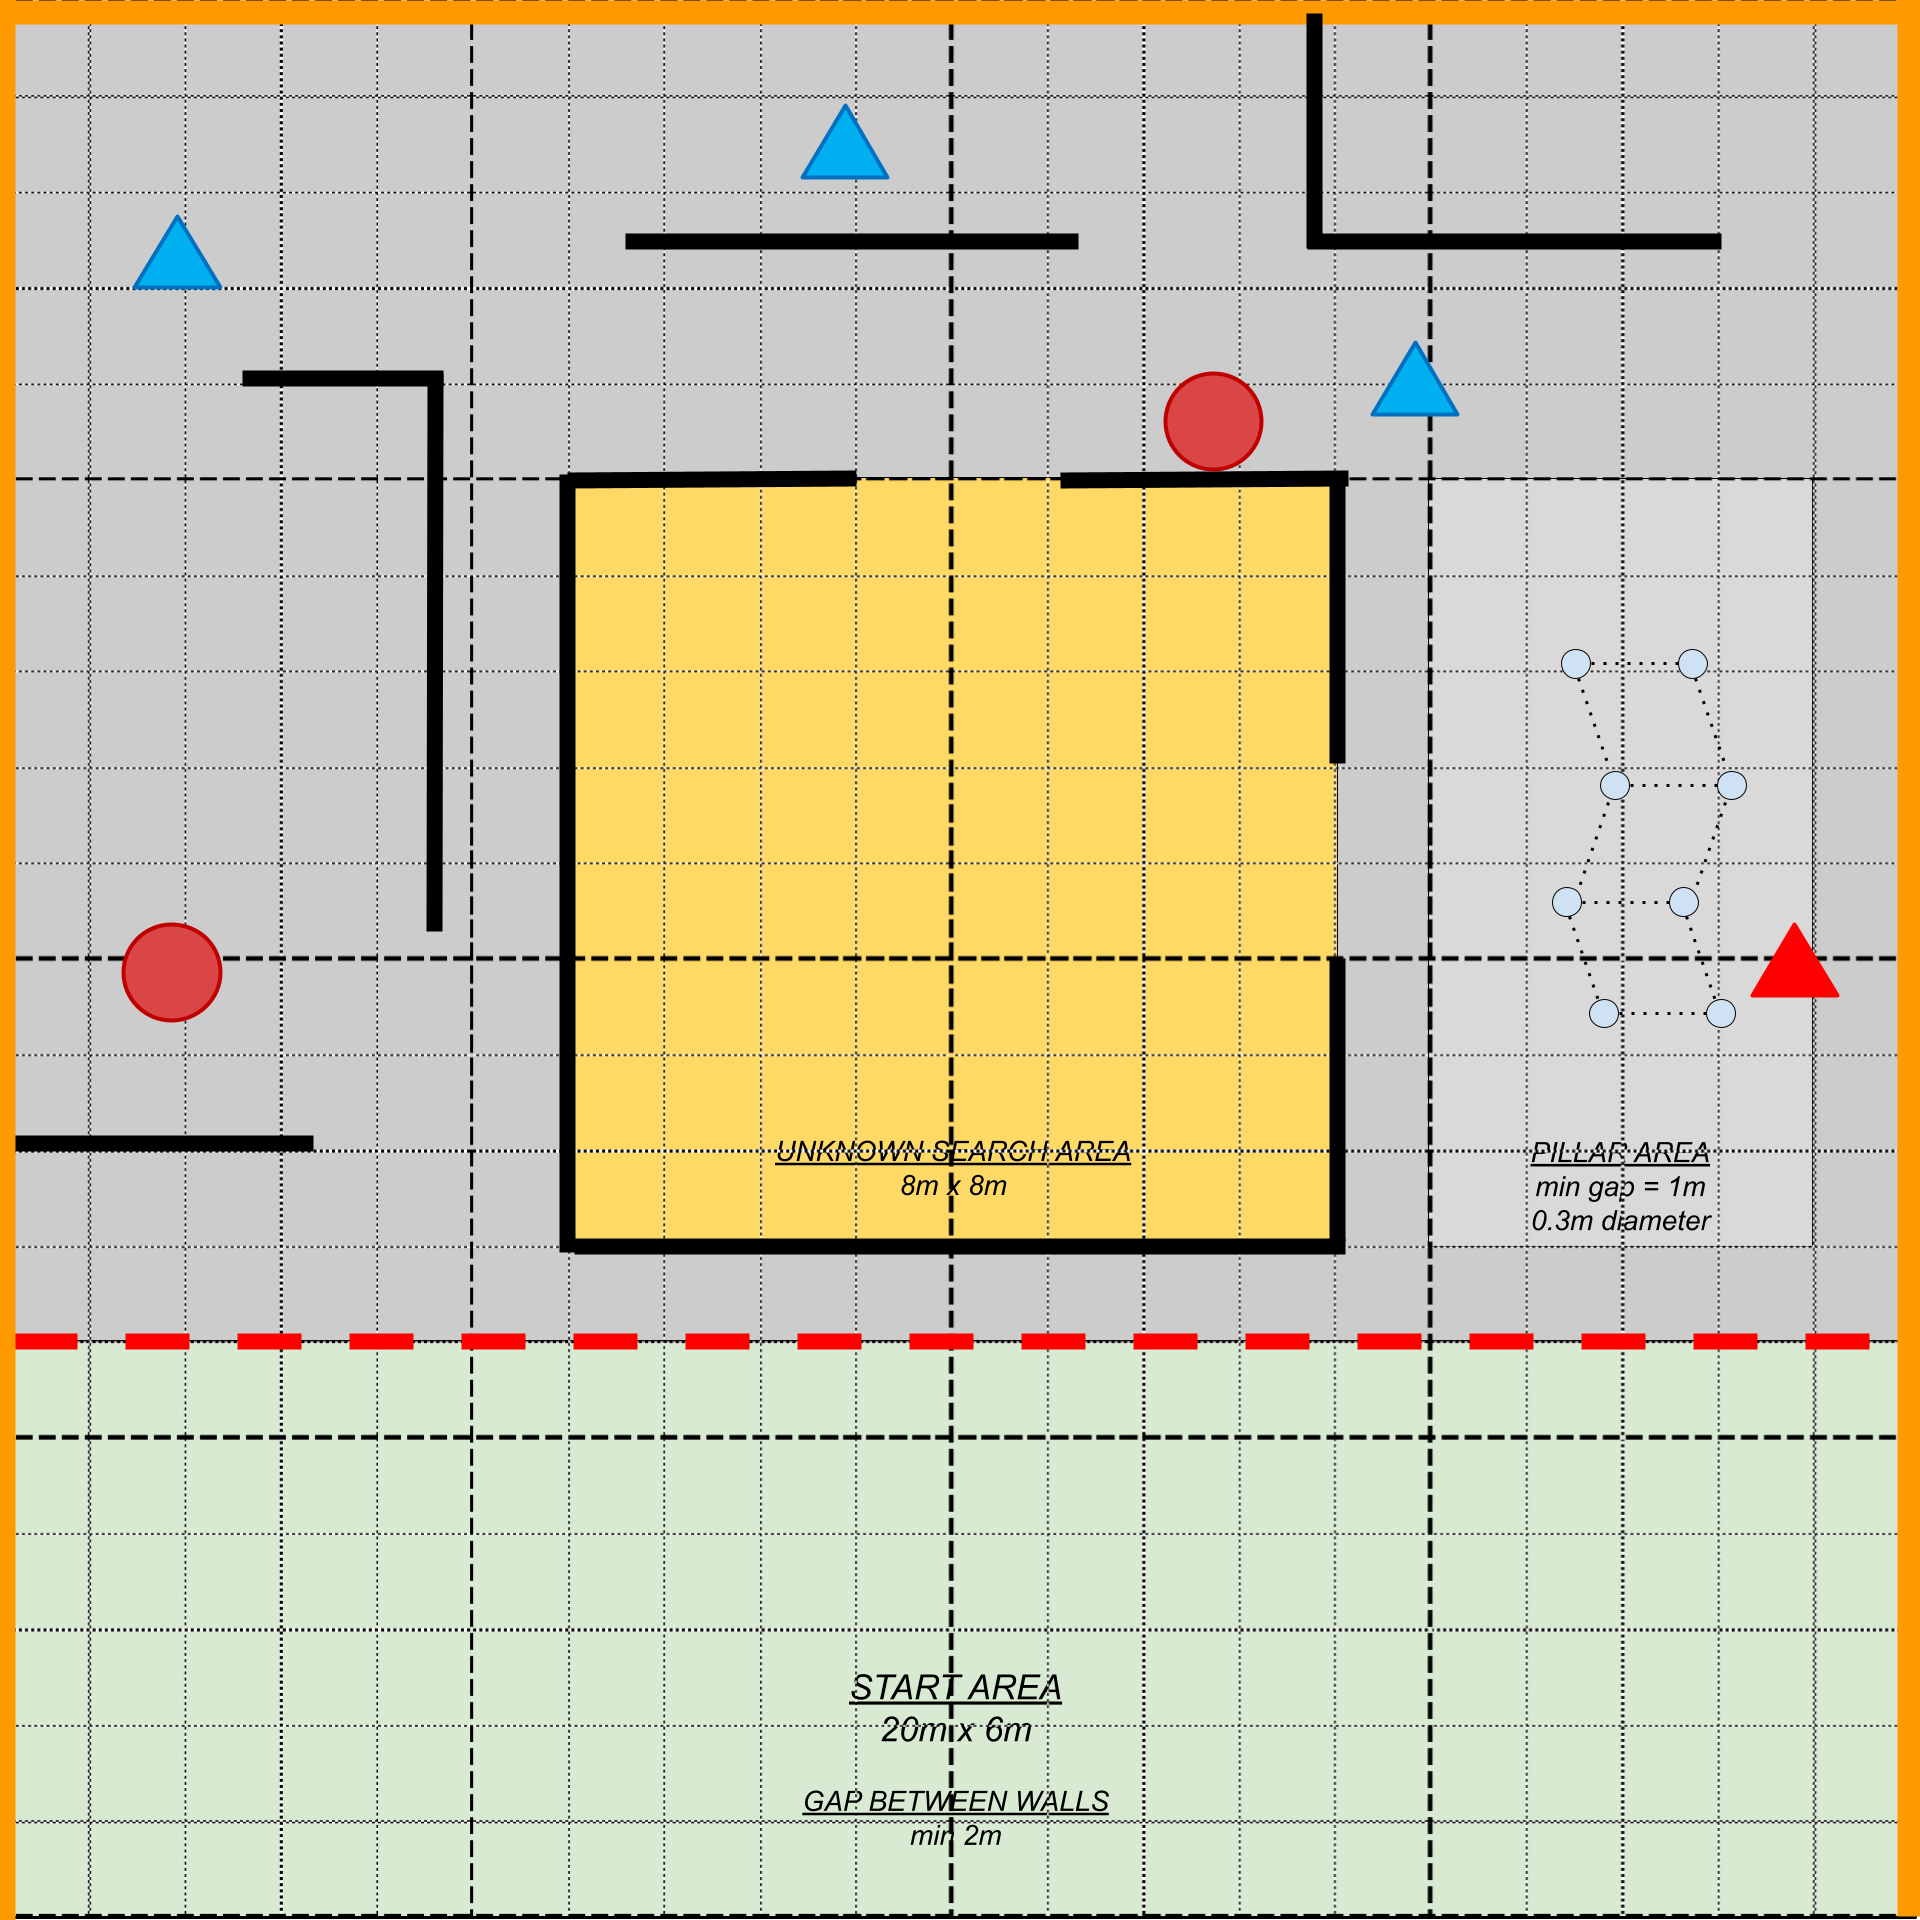 UNKNOWN SEARCH AREA
8m x 8m
PILLAR AREA
min gap = 1m
0.3m diameter
START AREA
20m x 6m
GAP BETWEEN WALLS
min 2m